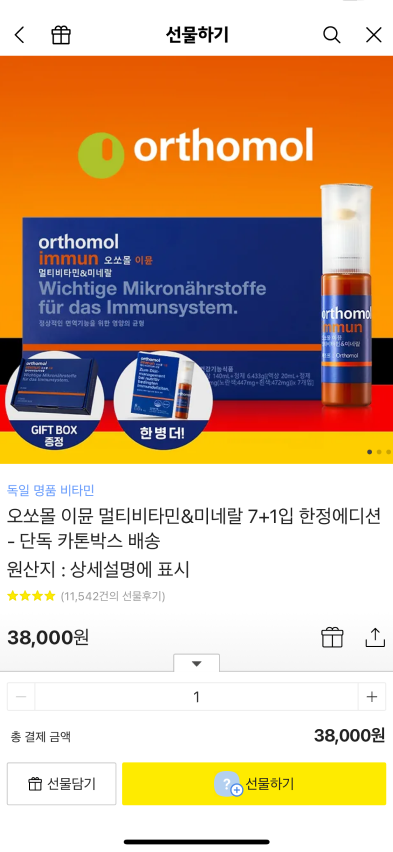 선물하기
orthomol
orthomol
immun 오쏘몰 이뮨
멀티비타민&미네랄
Wichtige Mikronährstoffe
für das Immunsystem.
정상적인 면역기능을 위한 영양의 균형
orthomol
immun
Orthomol
GIFT BOX
증정
한 병 더!
독일 명품 비타민
오쏘몰 이뮨 멀티비타민&미네랄 7+1입 한정에디션
- 단독 카톤박스 배송
원산지 : 상세설명에 표시
(11,542건의 선물후기)
38,000원
1
총 결제 금액
38,000원
선물담기
?
선물하기